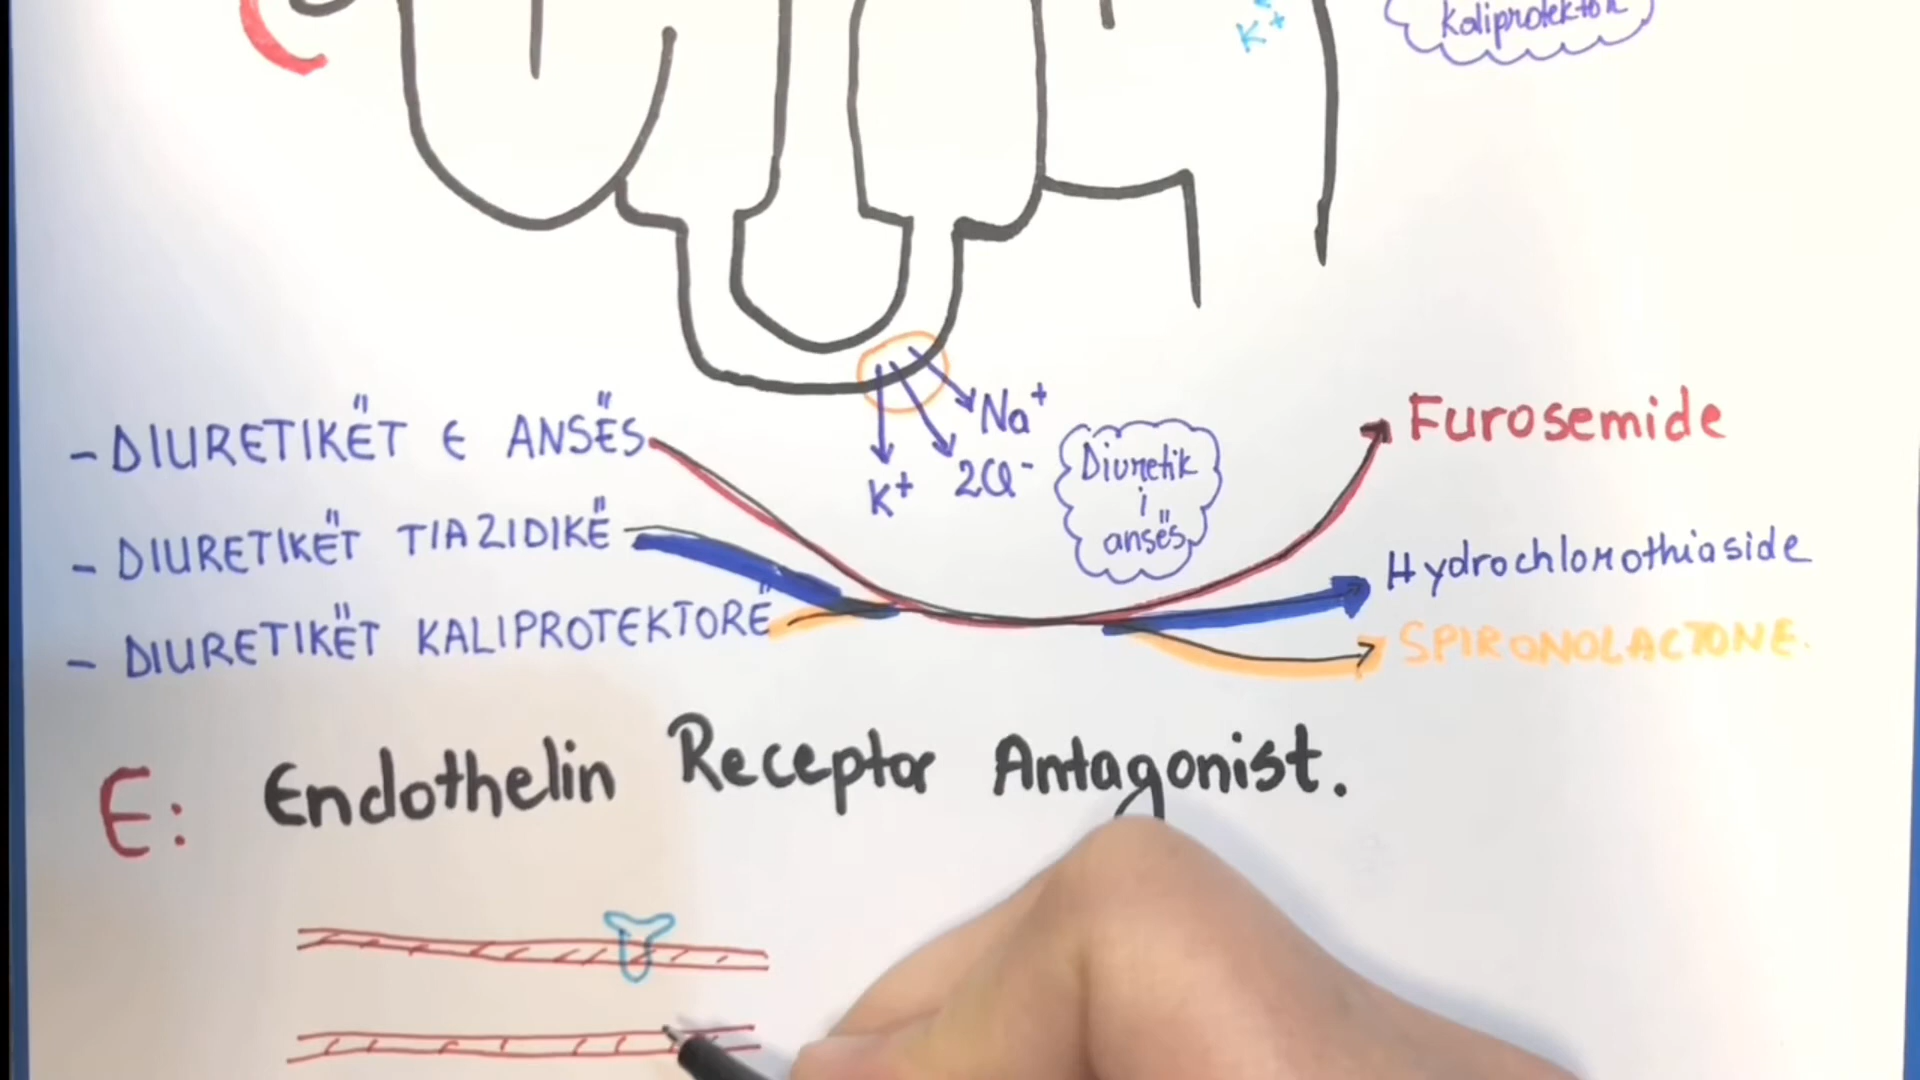 Kaliprotektor
K+
Na+
2Cl-
K+
Diuretik
i
ansës
- DIURETIKËT E ANSËS
Furosemide
- DIURETIKËT TIAZIDIKË
Hydrochlorothiaside
- DIURETIKËT KALIPROTEKTORË
SPIRONOLACTONE.
E: Endothelin Receptor Antagonist.